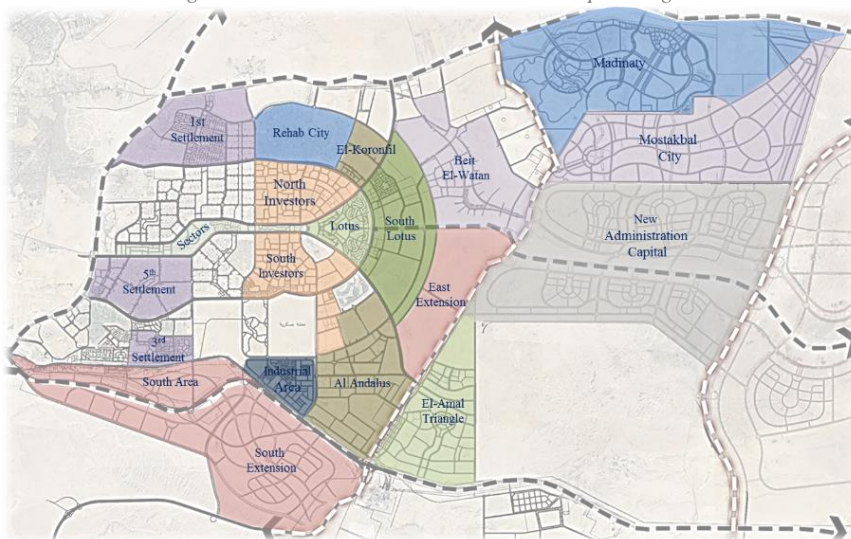 Madinaty
1st
Settlement
Rehab City
El-Koronfil
Mostakbal
City
Beit
El-Watan
North
Investors
Lotus
South
Lotus
New
Administration
Capital
Sectors
South
Investors
5th
Settlement
East
Extension
3rd
Settlement
South Area
Industrial
Area
Al Andalus
El-Amal
Triangle
South
Extension